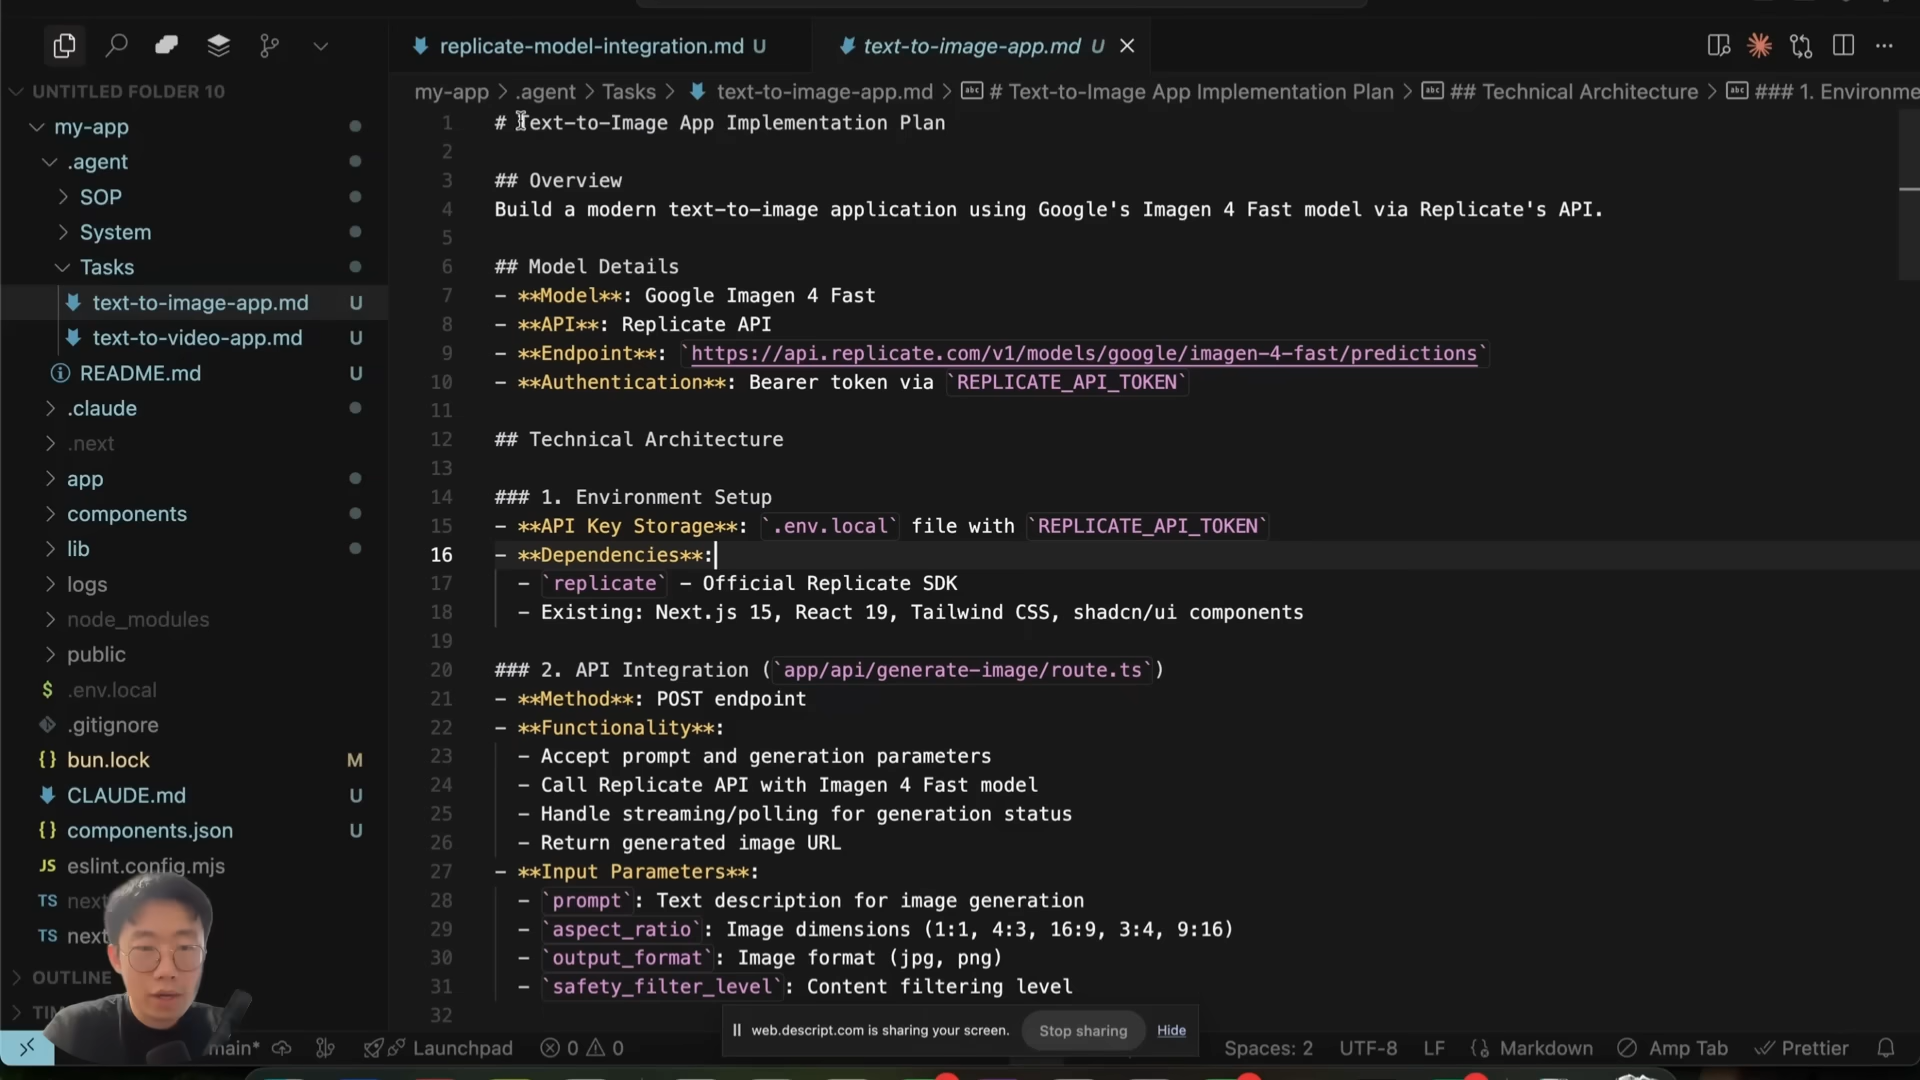 replicate-model-integration.md U
text-to-image-app.md U
UNTITLED FOLDER 10
my-app
.agent
SOP
System
Tasks
text-to-image-app.md U
text-to-video-app.md U
README.md U
.claude
.next
app
components
lib
logs
node_modules
public
$ .env.local
.gitignore
{} bun.lock M
CLAUDE.md U
{} components.json U
JS eslint.config.mjs
TS next
TS next
OUTLINE
my-app > .agent > Tasks > text-to-image-app.md > # Text-to-Image App Implementation Plan > ## Technical Architecture > ### 1. Environme
1 # Text-to-Image App Implementation Plan
2
3 ## Overview
4 Build a modern text-to-image application using Google's Imagen 4 Fast model via Replicate's API.
5
6 ## Model Details
7 - **Model**: Google Imagen 4 Fast
8 - **API**: Replicate API
9 - **Endpoint**: `https://api.replicate.com/v1/models/google/imagen-4-fast/predictions`
10 - **Authentication**: Bearer token via `REPLICATE_API_TOKEN`
11
12 ## Technical Architecture
13
14 ### 1. Environment Setup
15 - **API Key Storage**: `.env.local` file with `REPLICATE_API_TOKEN`
16 - **Dependencies**:
17 - `replicate` - Official Replicate SDK
18 - Existing: Next.js 15, React 19, Tailwind CSS, shadcn/ui components
19
20 ### 2. API Integration (`app/api/generate-image/route.ts`)
21 - **Method**: POST endpoint
22 - **Functionality**:
23 - Accept prompt and generation parameters
24 - Call Replicate API with Imagen 4 Fast model
25 - Handle streaming/polling for generation status
26 - Return generated image URL
27 - **Input Parameters**:
28 - `prompt`: Text description for image generation
29 - `aspect_ratio`: Image dimensions (1:1, 4:3, 16:9, 3:4, 9:16)
30 - `output_format`: Image format (jpg, png)
31 - `safety_filter_level`: Content filtering level
32
web.descript.com is sharing your screen. Stop sharing Hide
main* Launchpad 0 0 Spaces: 2 UTF-8 LF Markdown Amp Tab Prettier